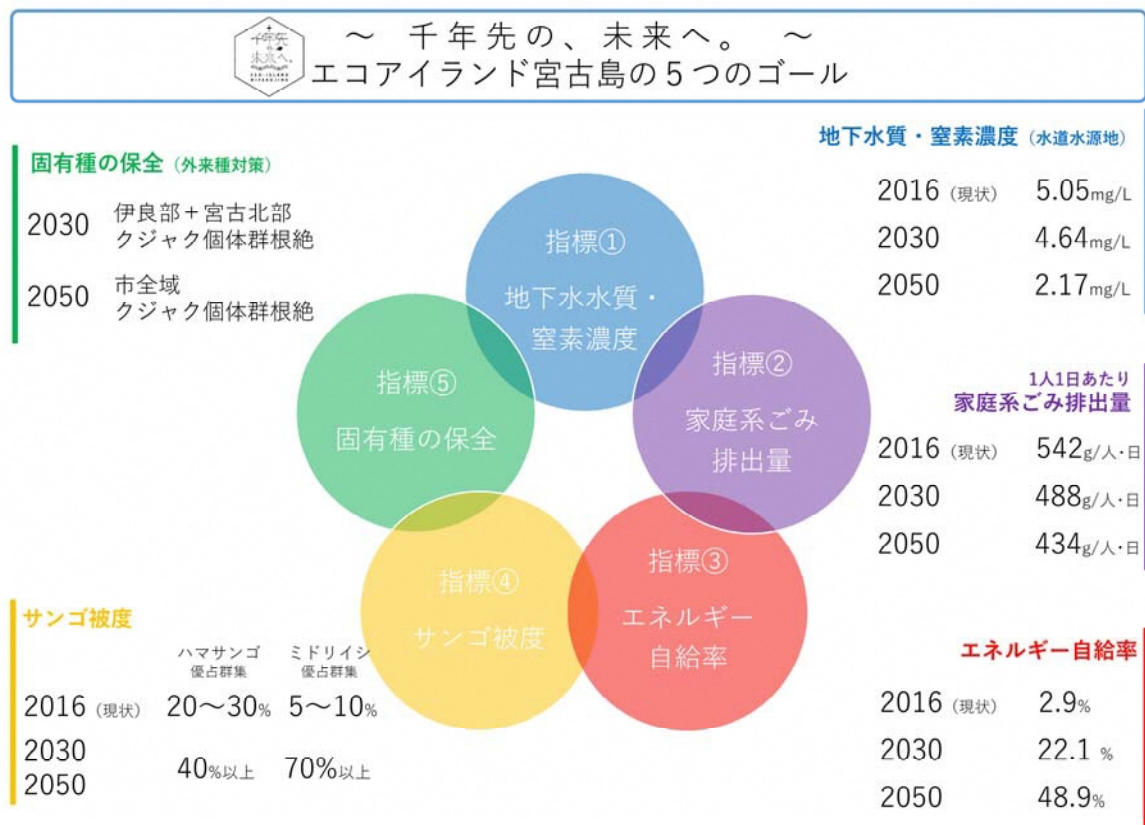 千年先の、
未来へ。
ECO-ISLAND
MIYAKOJIMA
～ 千年先の、未来へ。 ～
エコアイランド宮古島の５つのゴール
固有種の保全（外来種対策）
2030 伊良部＋宮古北部
クジャク個体群根絶
2050 市全域
クジャク個体群根絶
地下水質・窒素濃度（水道水源地）
2016（現状） 5.05mg/L
2030 4.64mg/L
2050 2.17mg/L
指標①
地下水水質・
窒素濃度
指標②
家庭系ごみ
排出量
指標③
エネルギー
自給率
指標④
サンゴ被度
指標⑤
固有種の保全
1人1日あたり
家庭系ごみ排出量
2016（現状） 542g/人・日
2030 488g/人・日
2050 434g/人・日
サンゴ被度
ハマサンゴ ミドリイシ
優占群集 優占群集
2016（現状） 20～30% 5～10%
2030
2050 40%以上 70%以上
エネルギー自給率
2016（現状） 2.9%
2030 22.1 %
2050 48.9%